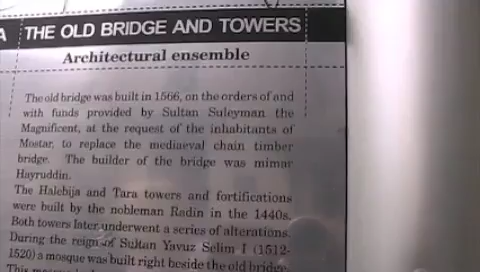 A THE OLD BRIDGE AND TOWERS
Architectural ensemble
The old bridge was built in 1566, on the orders of and
with funds provided by Sultan Suleyman the
Magnificent, at the request of the inhabitants of
Mostar, to replace the mediaeval chain timber
bridge. The builder of the bridge was mimar
Hayruddin.
The Halebija and Tara towers and fortifications
were built by the nobleman Radin in the 1440s.
Both towers later underwent a series of alterations.
During the reign of Sultan Yavuz Selim I (1512-
1520) a mosque was built right beside the old bridge.
This